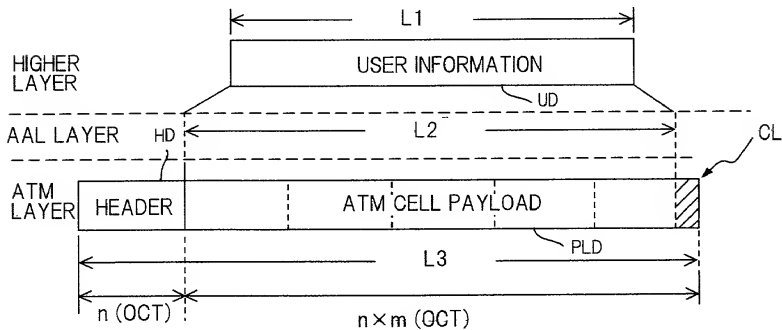 L1
HIGHER
LAYER
USER INFORMATION
UD
AAL LAYER
HD
L2
CL
ATM
LAYER
HEADER
ATM CELL PAYLOAD
PLD
L3
n (OCT)
n×m (OCT)